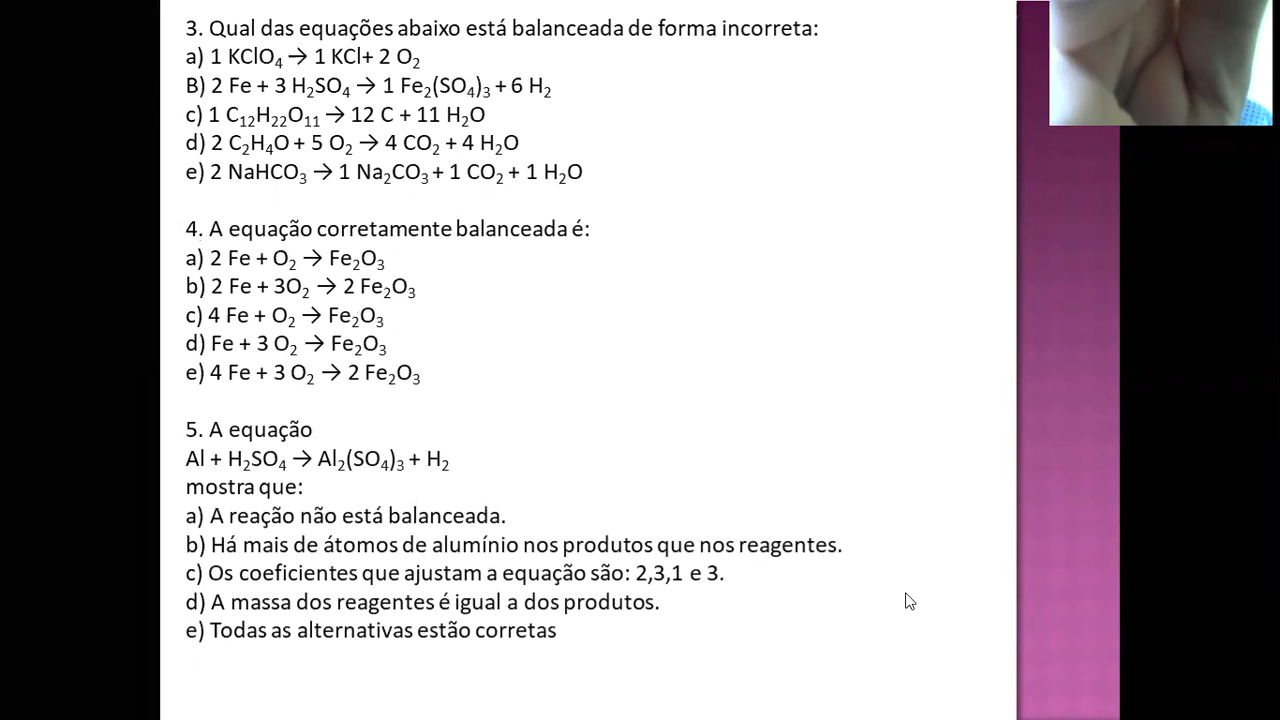 3. Qual das equações abaixo está balanceada de forma incorreta:
a) 1 KClO₄ → 1 KCl+ 2 O₂
B) 2 Fe + 3 H₂SO₄ → 1 Fe₂(SO₄)₃ + 6 H₂
c) 1 C₁₂H₂₂O₁₁ → 12 C + 11 H₂O
d) 2 C₂H₄O + 5 O₂ → 4 CO₂ + 4 H₂O
e) 2 NaHCO₃ → 1 Na₂CO₃ + 1 CO₂ + 1 H₂O
4. A equação corretamente balanceada é:
a) 2 Fe + O₂ → Fe₂O₃
b) 2 Fe + 3O₂ → 2 Fe₂O₃
c) 4 Fe + O₂ → Fe₂O₃
d) Fe + 3 O₂ → Fe₂O₃
e) 4 Fe + 3 O₂ → 2 Fe₂O₃
5. A equação
Al + H₂SO₄ → Al₂(SO₄)₃ + H₂
mostra que:
a) A reação não está balanceada.
b) Há mais de átomos de alumínio nos produtos que nos reagentes.
c) Os coeficientes que ajustam a equação são: 2,3,1 e 3.
d) A massa dos reagentes é igual a dos produtos.
e) Todas as alternativas estão corretas